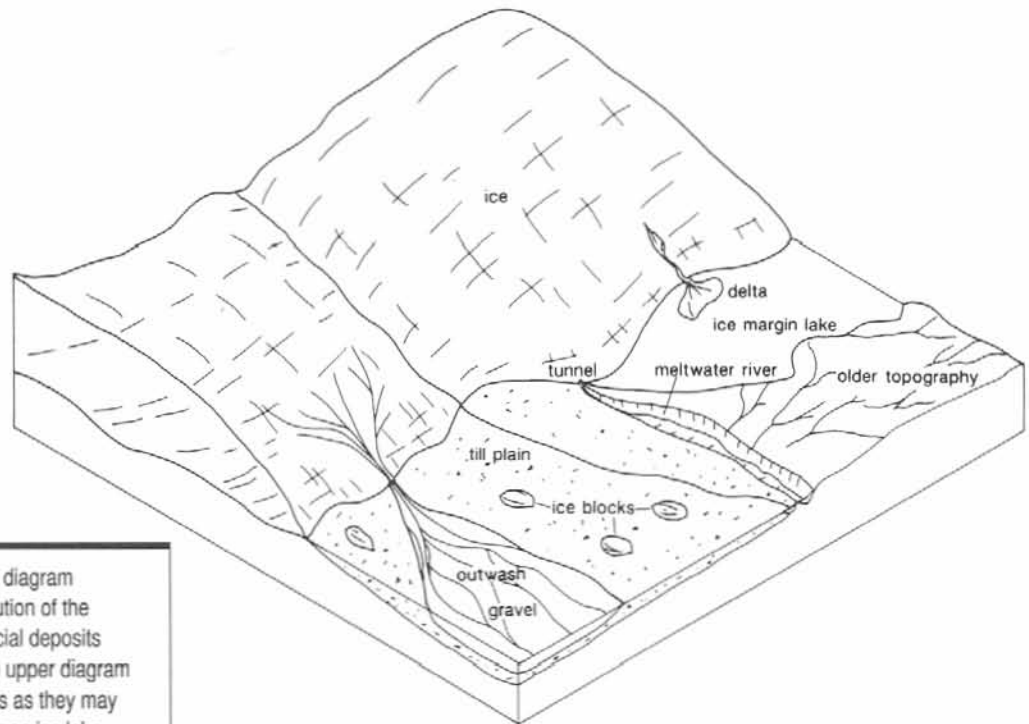 ice
delta
ice margin lake
tunnel
meltwater river
older topography
till plain
ice blocks
outwash
gravel
diagram
ution of the
cial deposits
upper diagram
s as they may